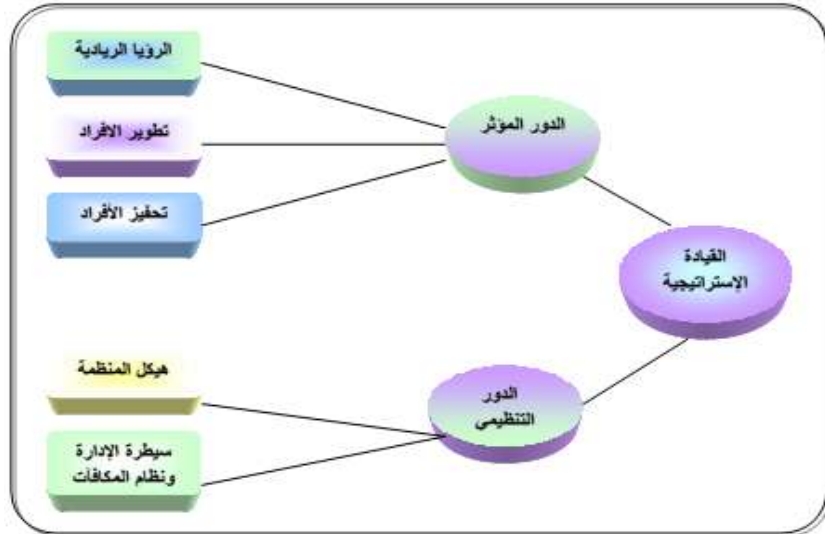 الرؤيا الريادية
تطوير الافراد
تحفيز الأفراد
الدور المؤثر
القيادة
الإستراتيجية
هيكل المنظمة
سيطرة الإدارة
ونظام المكافآت
الدور
التنظيمي